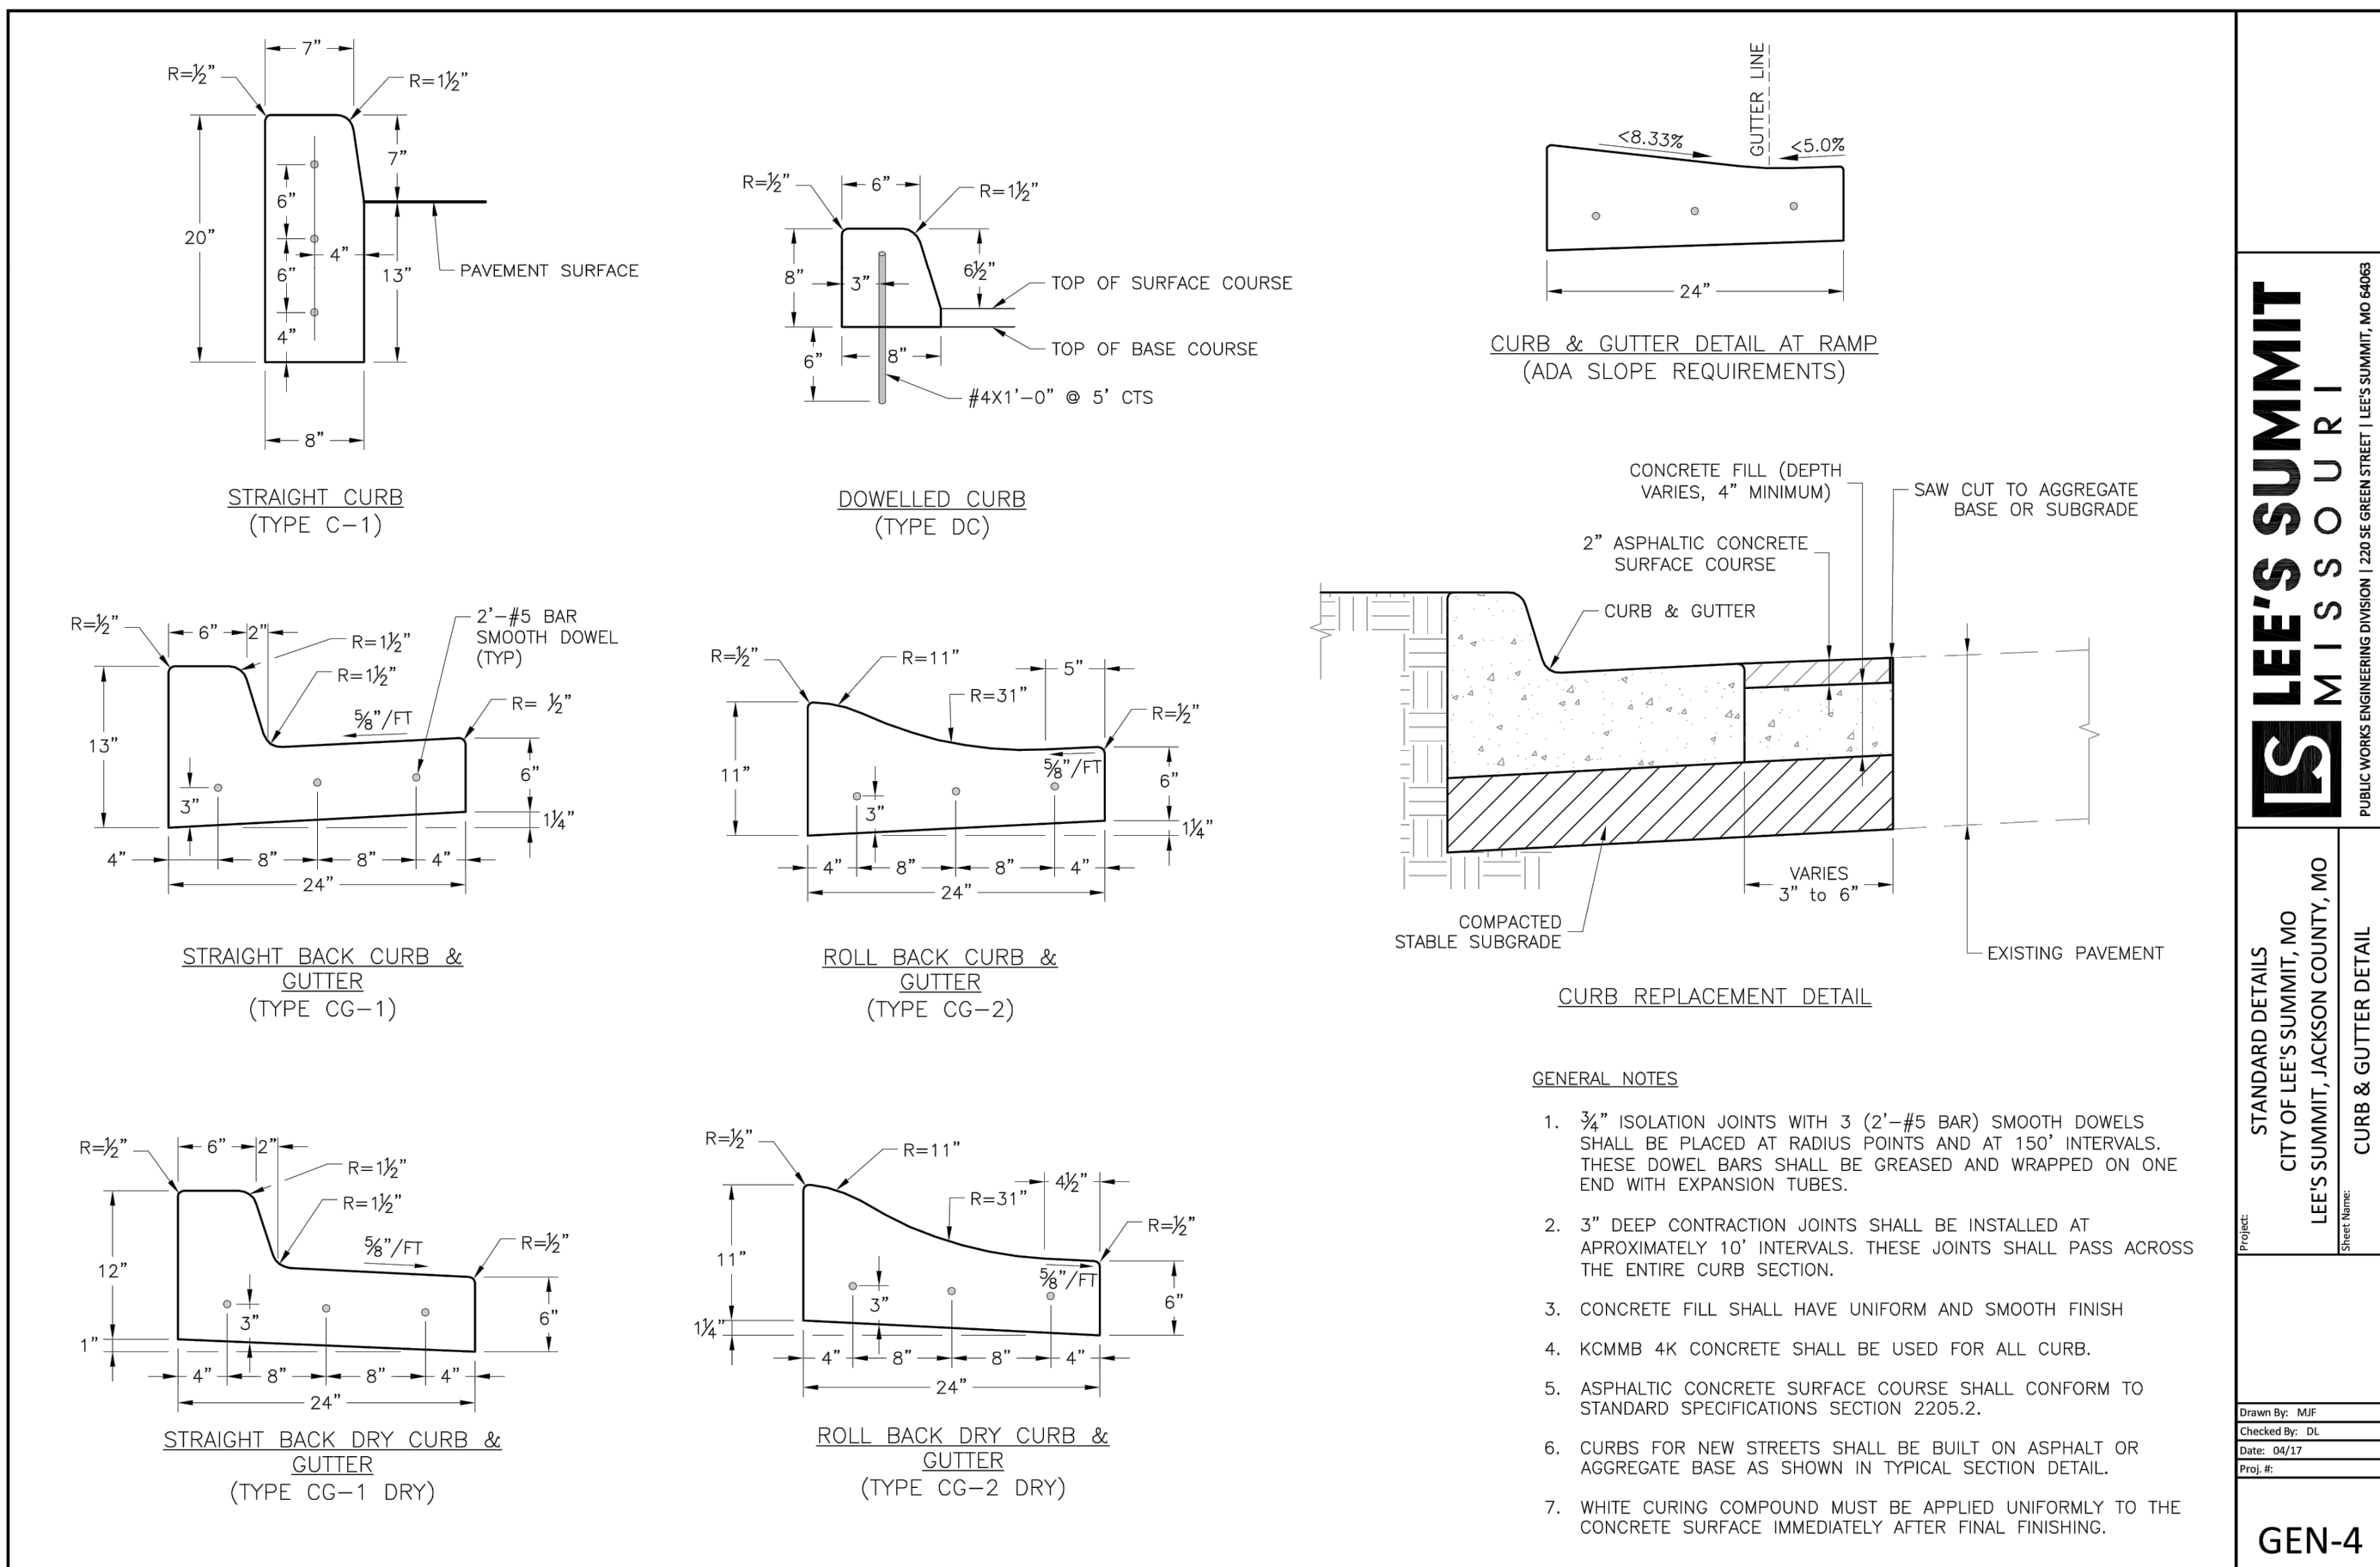 7"
R=½"
R=1½"
7"
6"
20"
4"
6"
13"
4"
PAVEMENT SURFACE
8"
STRAIGHT CURB
(TYPE C-1)
R=½"
6"
R=1½"
8"
3"
6½"
TOP OF SURFACE COURSE
TOP OF BASE COURSE
6"
8"
#4X1'-0" @ 5' CTS
DOWELLED CURB
(TYPE DC)
GUTTER LINE
<8.33%
<5.0%
24"
CURB & GUTTER DETAIL AT RAMP
(ADA SLOPE REQUIREMENTS)
R=½"
6"
2"
R=1½"
R=1½"
2'-#5 BAR
SMOOTH DOWEL
(TYP)
R= ½"
⅝"/FT
13"
3"
6"
1¼"
4"
8"
8"
4"
24"
STRAIGHT BACK CURB &
GUTTER
(TYPE CG-1)
R=½"
R=11"
5"
R=31"
R=½"
11"
⅝"/FT
6"
3"
1¼"
4"
8"
8"
4"
24"
ROLL BACK CURB &
GUTTER
(TYPE CG-2)
CONCRETE FILL (DEPTH
VARIES, 4" MINIMUM)
SAW CUT TO AGGREGATE
BASE OR SUBGRADE
2" ASPHALTIC CONCRETE
SURFACE COURSE
CURB & GUTTER
VARIES
3" to 6"
COMPACTED
STABLE SUBGRADE
EXISTING PAVEMENT
CURB REPLACEMENT DETAIL
R=½"
6"
2"
R=1½"
R=1½"
⅝"/FT
R=½"
12"
3"
6"
1"
4"
8"
8"
4"
24"
STRAIGHT BACK DRY CURB &
GUTTER
(TYPE CG-1 DRY)
R=½"
R=11"
4½"
R=31"
R=½"
11"
⅝"/FT
3"
6"
1¼"
4"
8"
8"
4"
24"
ROLL BACK DRY CURB &
GUTTER
(TYPE CG-2 DRY)
GENERAL NOTES
1. ¾" ISOLATION JOINTS WITH 3 (2'-#5 BAR) SMOOTH DOWELS
SHALL BE PLACED AT RADIUS POINTS AND AT 150' INTERVALS.
THESE DOWEL BARS SHALL BE GREASED AND WRAPPED ON ONE
END WITH EXPANSION TUBES.
2. 3" DEEP CONTRACTION JOINTS SHALL BE INSTALLED AT
APROXIMATELY 10' INTERVALS. THESE JOINTS SHALL PASS ACROSS
THE ENTIRE CURB SECTION.
3. CONCRETE FILL SHALL HAVE UNIFORM AND SMOOTH FINISH
4. KCMMB 4K CONCRETE SHALL BE USED FOR ALL CURB.
5. ASPHALTIC CONCRETE SURFACE COURSE SHALL CONFORM TO
STANDARD SPECIFICATIONS SECTION 2205.2.
6. CURBS FOR NEW STREETS SHALL BE BUILT ON ASPHALT OR
AGGREGATE BASE AS SHOWN IN TYPICAL SECTION DETAIL.
7. WHITE CURING COMPOUND MUST BE APPLIED UNIFORMLY TO THE
CONCRETE SURFACE IMMEDIATELY AFTER FINAL FINISHING.
LS
LEE'S SUMMIT
MISSOURI
PUBLIC WORKS ENGINEERING DIVISION | 220 SE GREEN STREET | LEE'S SUMMIT, MO 64063
Project:
STANDARD DETAILS
CITY OF LEE'S SUMMIT, MO
LEE'S SUMMIT, JACKSON COUNTY, MO
Sheet Name:
CURB & GUTTER DETAIL
Drawn By: MJF
Checked By: DL
Date: 04/17
Proj. #:
GEN-4